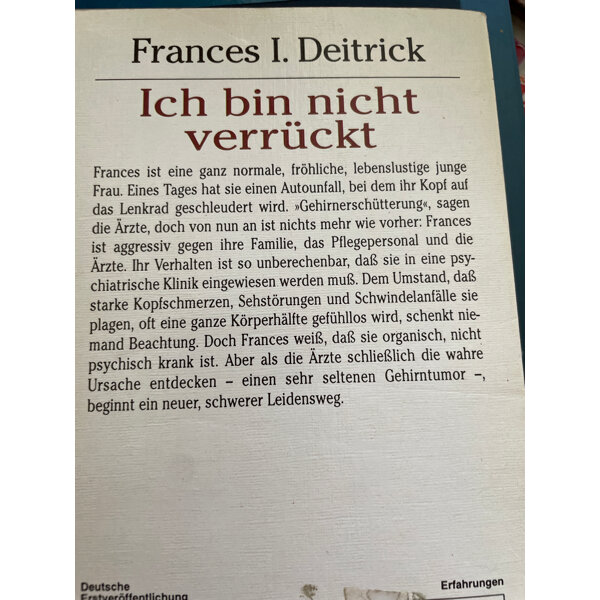 Frances I. Deitrick
Ich bin nicht
verrückt
Frances ist eine ganz normale, fröhliche, lebenslustige junge
Frau. Eines Tages hat sie einen Autounfall, bei dem ihr Kopf auf
das Lenkrad geschleudert wird. »Gehirnerschütterung«, sagen
die Ärzte, doch von nun an ist nichts mehr wie vorher: Frances
ist aggressiv gegen ihre Familie, das Pflegepersonal und die
Ärzte. Ihr Verhalten ist so unberechenbar, daß sie in eine psy-
chiatrische Klinik eingewiesen werden muß. Dem Umstand, daß
starke Kopfschmerzen, Sehstörungen und Schwindelanfälle sie
plagen, oft eine ganze Körperhälfte gefühllos wird, schenkt nie-
mand Beachtung. Doch Frances weiß, daß sie organisch, nicht
psychisch krank ist. Aber als die Ärzte schließlich die wahre
Ursache entdecken – einen sehr seltenen Gehirntumor –,
beginnt ein neuer, schwerer Leidensweg.
Deutsche
Erstveröffentlichung
Erfahrungen